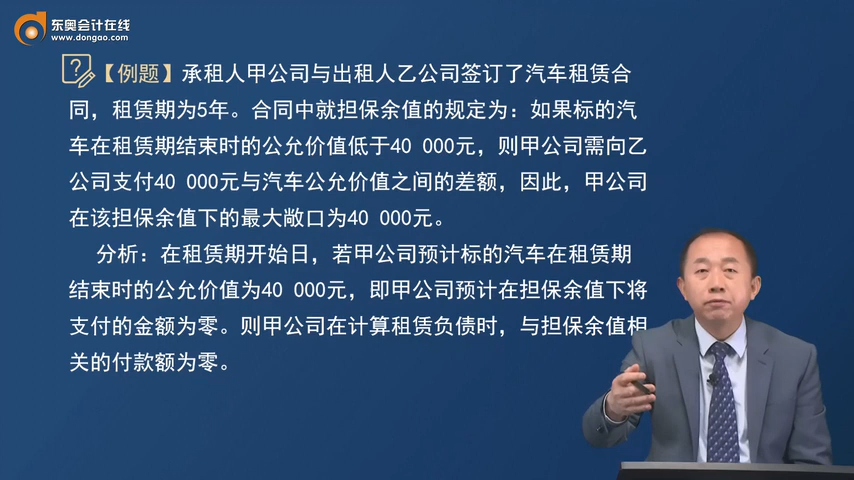 东奥会计在线
www.dongao.com
【例题】承租人甲公司与出租人乙公司签订了汽车租赁合
同，租赁期为5年。合同中就担保余值的规定为：如果标的汽
车在租赁期结束时的公允价值低于40 000元，则甲公司需向乙
公司支付40 000元与汽车公允价值之间的差额，因此，甲公司
在该担保余值下的最大敞口为40 000元。
分析：在租赁期开始日，若甲公司预计标的汽车在租赁期
结束时的公允价值为40 000元，即甲公司预计在担保余值下将
支付的金额为零。则甲公司在计算租赁负债时，与担保余值相
关的付款额为零。